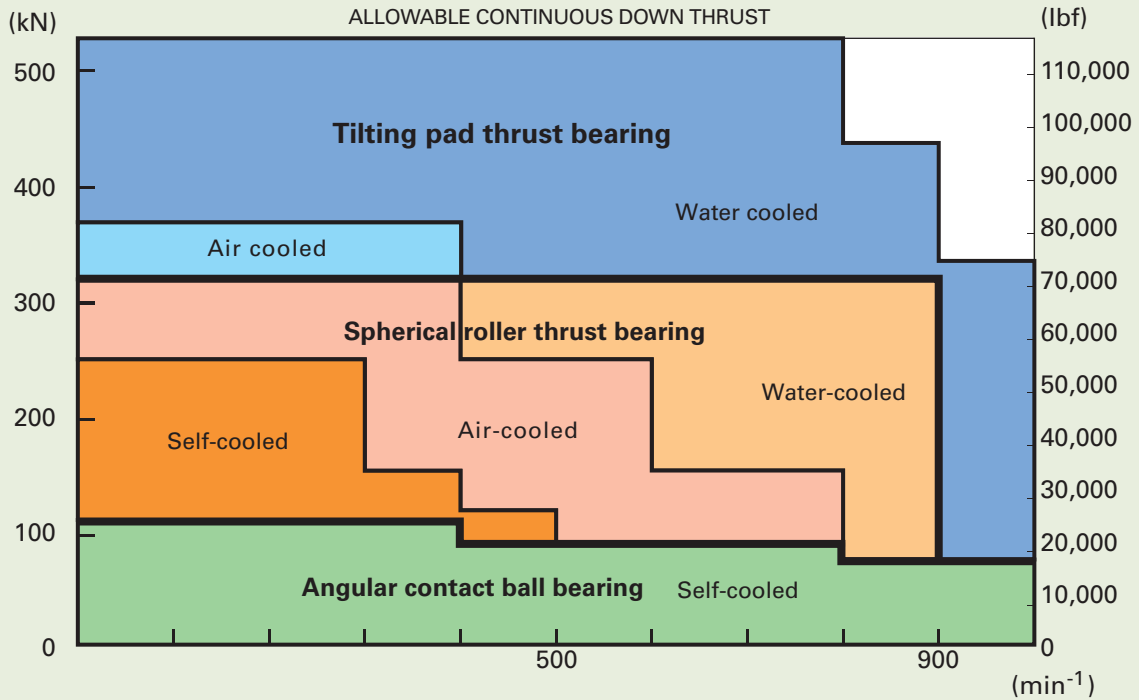 ALLOWABLE CONTINUOUS DOWN THRUST
(kN)
(lbf)
500
400
300
200
100
0
110,000
100,000
90,000
80,000
70,000
60,000
50,000
40,000
30,000
20,000
10,000
0
Tilting pad thrust bearing
Water cooled
Air cooled
Spherical roller thrust bearing
Water-cooled
Air-cooled
Self-cooled
Angular contact ball bearing
Self-cooled
500
900
(min⁻¹)